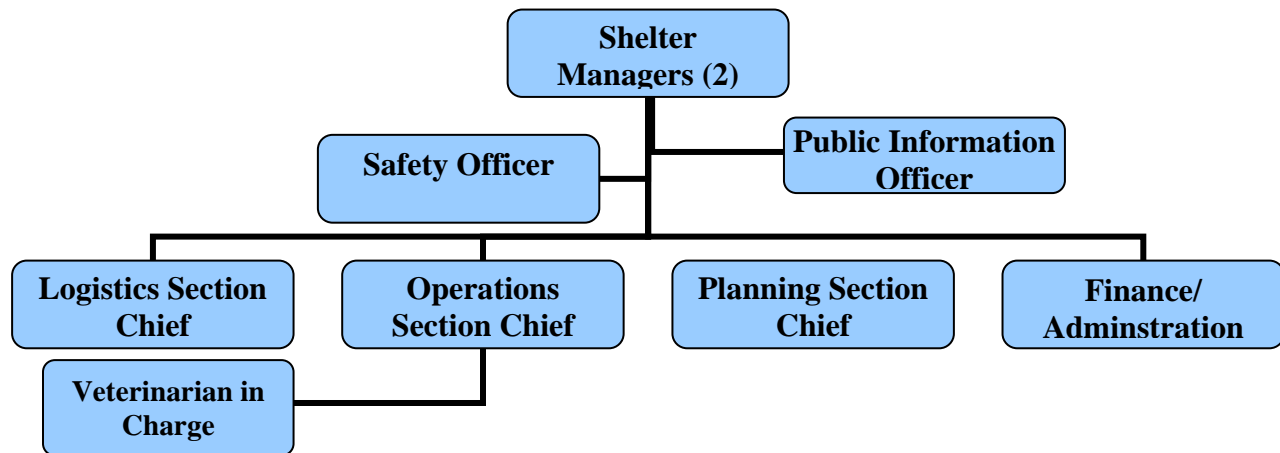 Shelter
Managers (2)
Safety Officer
Public Information
Officer
Logistics Section
Chief
Operations
Section Chief
Planning Section
Chief
Finance/
Adminstration
Veterinarian in
Charge